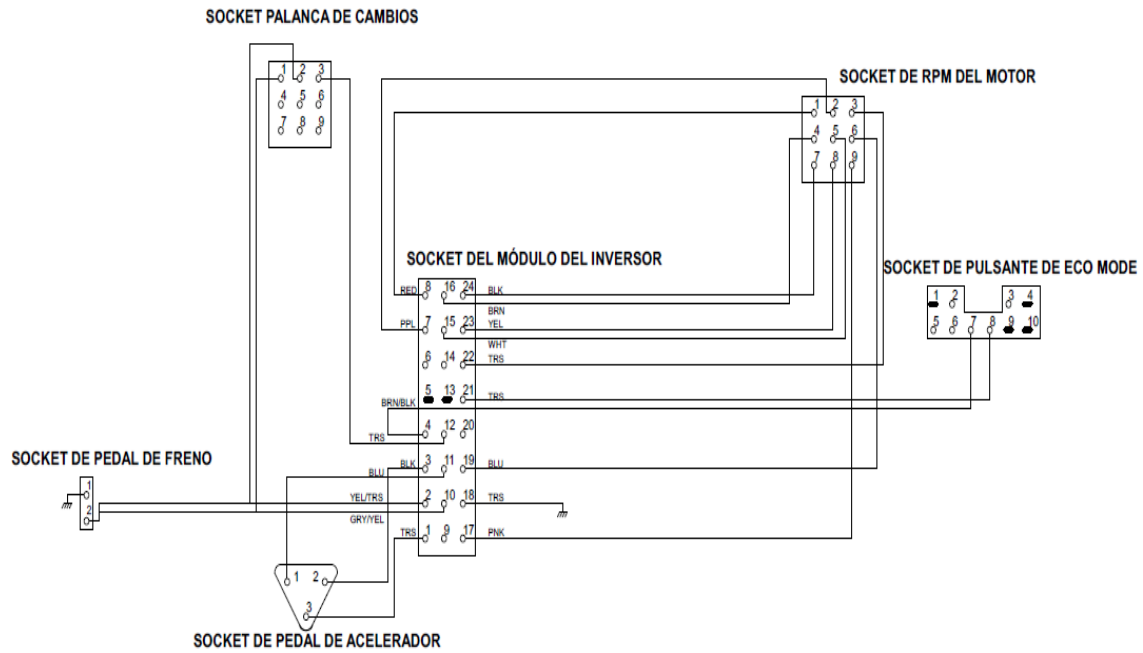 SOCKET PALANCA DE CAMBIOS
1 2 3
4 5 6
7 8 9
SOCKET DE RPM DEL MOTOR
1 2 3
4 5 6
7 8 9
SOCKET DEL MÓDULO DEL INVERSOR
RED 8 16 24 BLK
BRN
PPL 7 15 23 YEL
WHT
6 14 22 TRS
5 13 21 TRS
BRN/BLK
4 12 20
TRS
BLK 3 11 19 BLU
BLU
YEL/TRS 2 10 18 TRS
GRY/YEL
TRS 1 9 17 PNK
SOCKET DE PULSANTE DE ECO MODE
1 2 3 4
5 6 7 8 9 10
SOCKET DE PEDAL DE FRENO
1
2
1 2
3
SOCKET DE PEDAL DE ACELERADOR